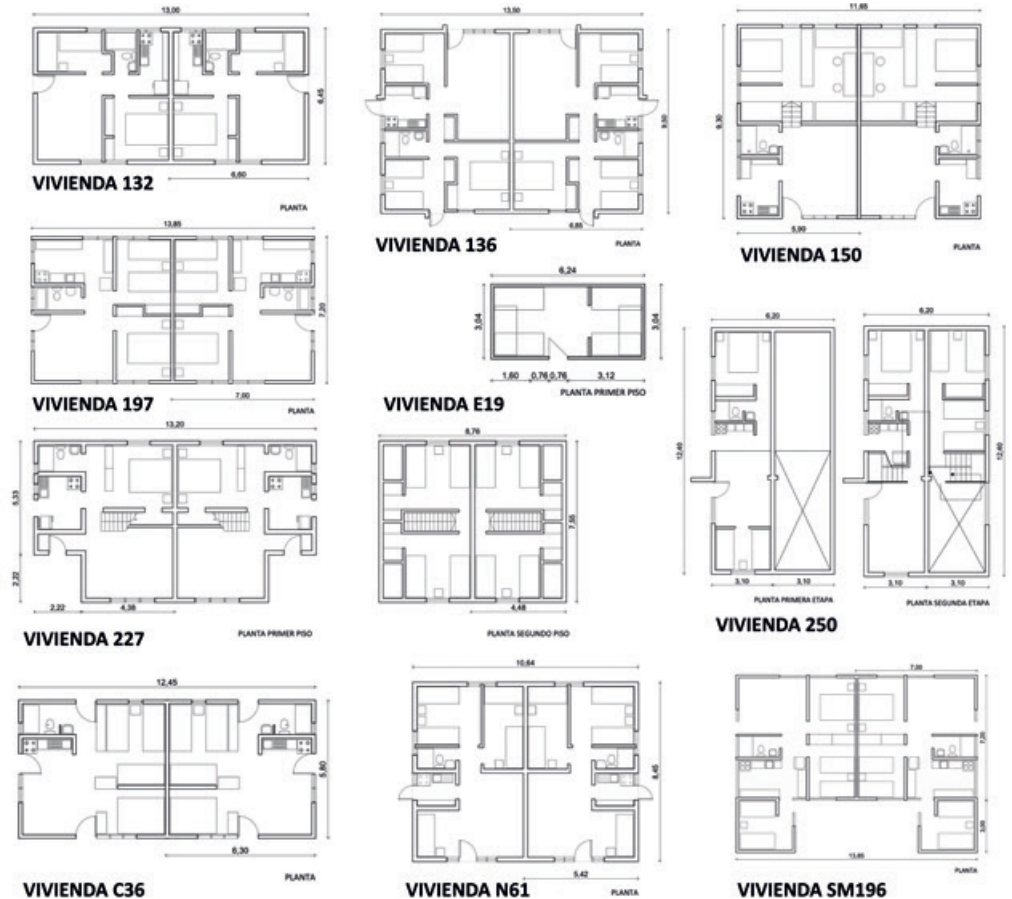 13,00
6,45
6,60
VIVIENDA 132
PLANTA
13,50
9,50
6,85
VIVIENDA 136
PLANTA
11,65
9,30
5,90
VIVIENDA 150
PLANTA
13,85
7,20
7,00
VIVIENDA 197
PLANTA
6,24
3,04
3,04
1,60 0,76 0,76 3,12
PLANTA PRIMER PISO
VIVIENDA E19
13,20
5,33
2,22
2,22 4,38
VIVIENDA 227
PLANTA PRIMER PISO
8,76
7,55
4,48
PLANTA SEGUNDO PISO
6,20
12,40
3,10 3,10
PLANTA PRIMERA ETAPA
6,20
12,40
3,10 3,10
PLANTA SEGUNDA ETAPA
VIVIENDA 250
12,45
5,80
6,30
PLANTA
VIVIENDA C36
10,64
8,45
5,42
VIVIENDA N61
PLANTA
7,20
13,85
PLANTA
VIVIENDA SM196